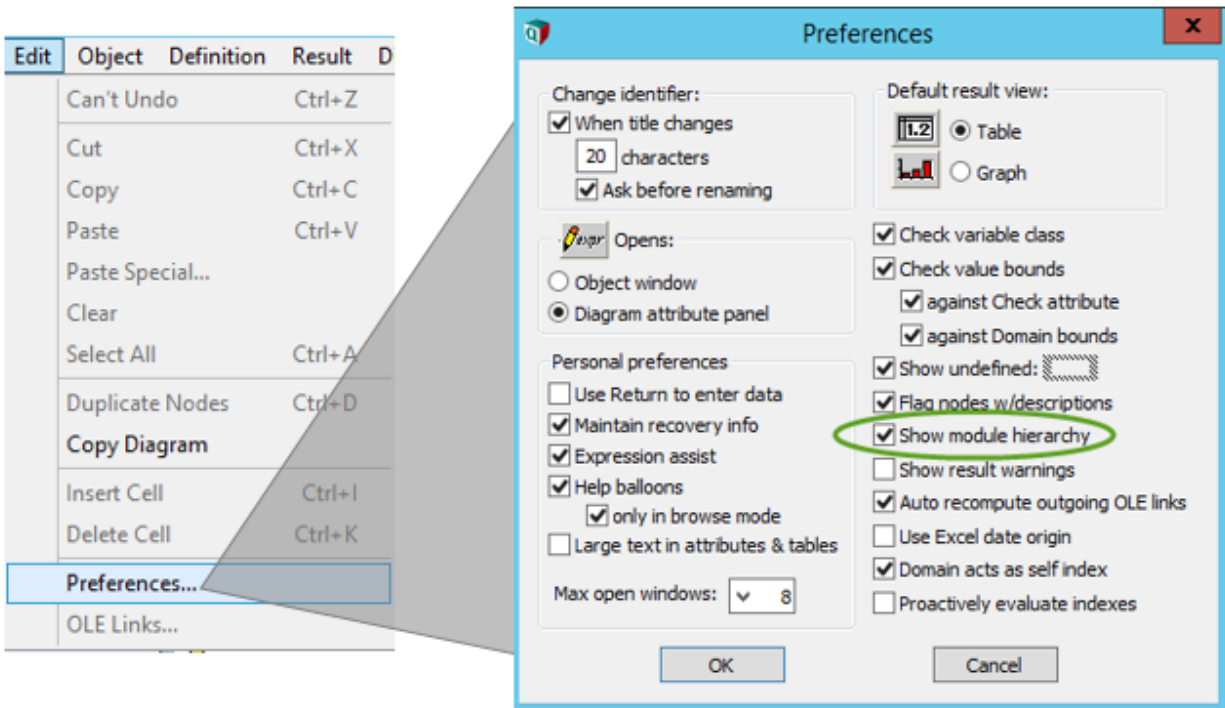 Edit Object Definition Result D
Can't Undo Ctrl+Z
Cut Ctrl+X
Copy Ctrl+C
Paste Ctrl+V
Paste Special...
Clear
Select All Ctrl+A
Duplicate Nodes Ctrl+D
Copy Diagram
Insert Cell Ctrl+I
Delete Cell Ctrl+K
Preferences...
OLE Links...
Preferences
x
Change identifier:
When title changes
20 characters
Ask before renaming
expr Opens:
Object window
Diagram attribute panel
Personal preferences
Use Return to enter data
Maintain recovery info
Expression assist
Help balloons
only in browse mode
Large text in attributes & tables
Max open windows: 8
Default result view:
1.2 Table
Graph
Check variable class
Check value bounds
against Check attribute
against Domain bounds
Show undefined:
Flag nodes w/descriptions
Show module hierarchy
Show result warnings
Auto recompute outgoing OLE links
Use Excel date origin
Domain acts as self index
Proactively evaluate indexes
OK Cancel